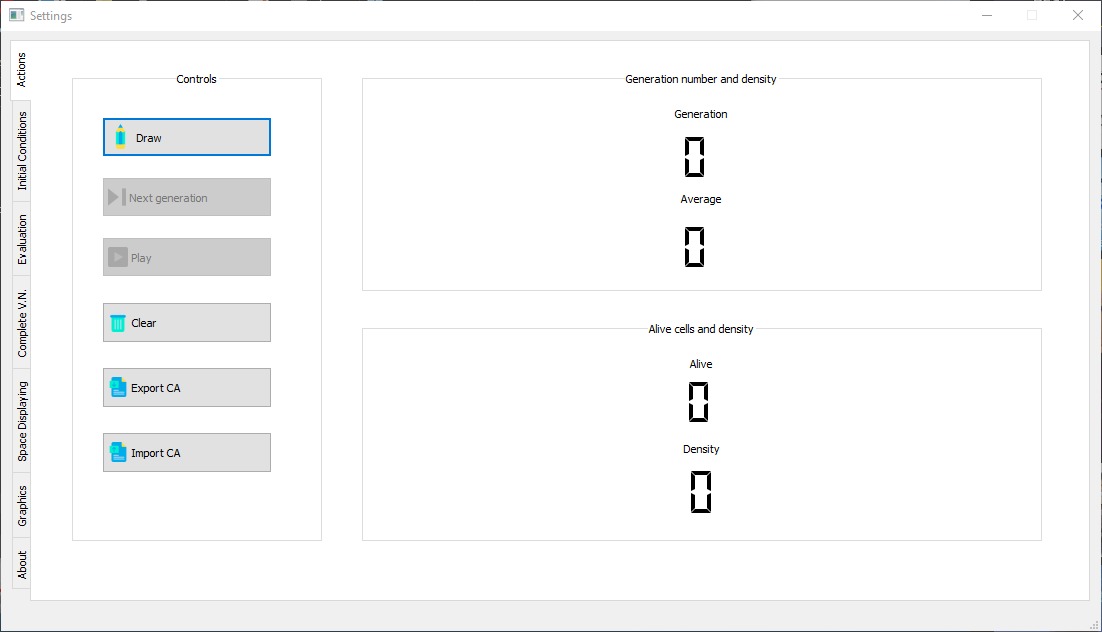 Settings
Actions
Initial Conditions
Evaluation
Complete V.N.
Space Displaying
Graphics
About
Controls
Draw
Next generation
Play
Clear
Export CA
Import CA
Generation number and density
Generation
0
Average
0
Alive cells and density
Alive
0
Density
0